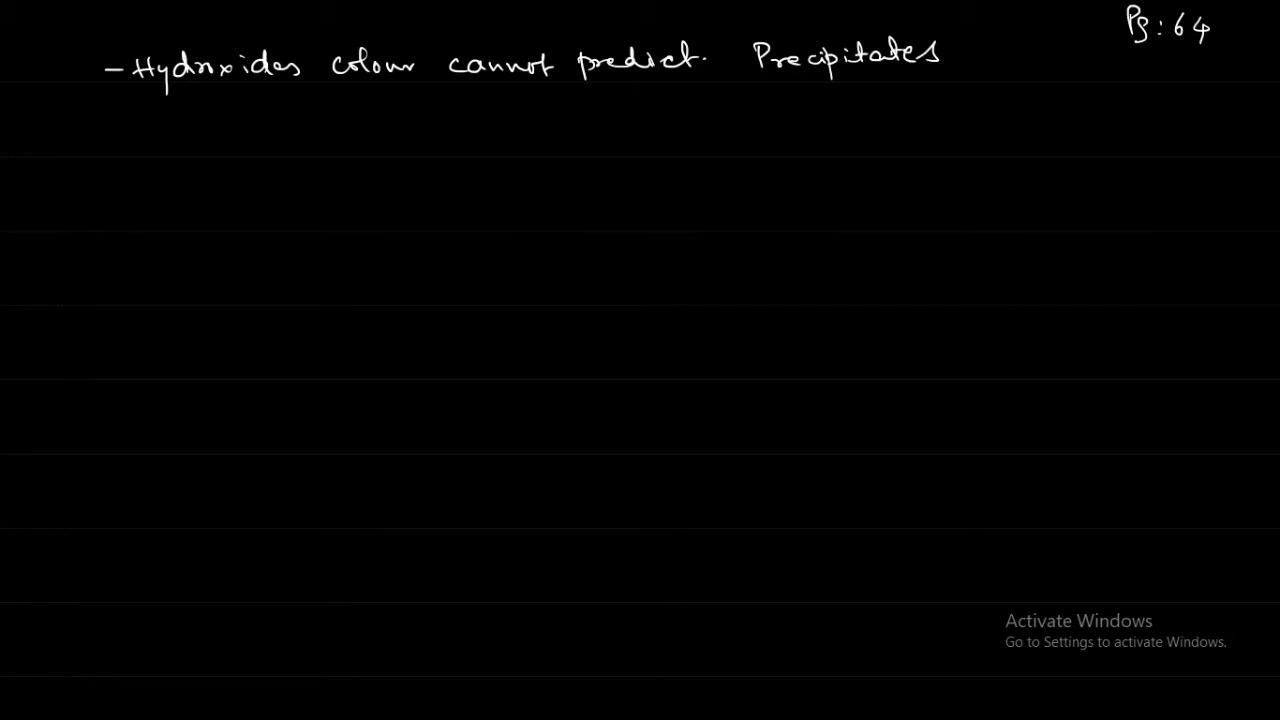 Pg: 64
- Hydroxides colour cannot predict. Precipitates
Activate Windows
Go to Settings to activate Windows.